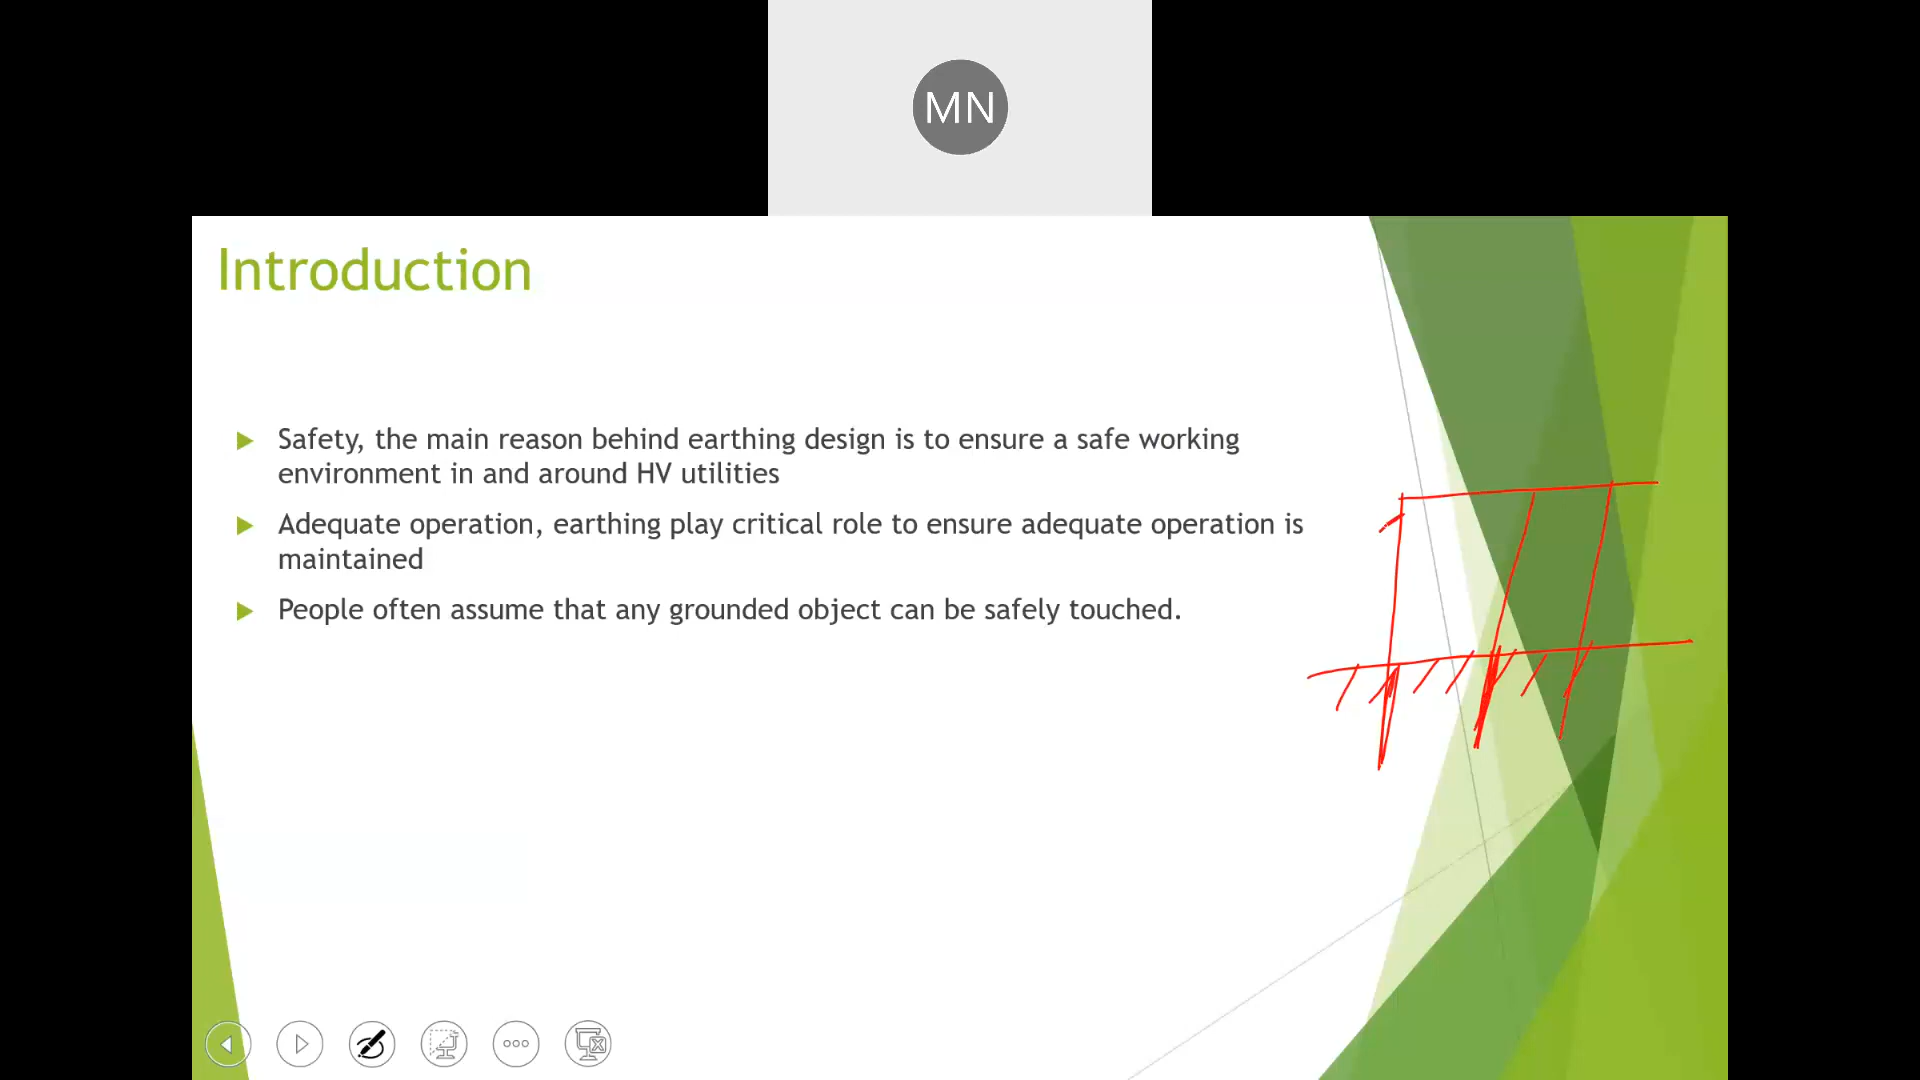 MN
Introduction
Safety, the main reason behind earthing design is to ensure a safe working
environment in and around HV utilities
Adequate operation, earthing play critical role to ensure adequate operation is
maintained
People often assume that any grounded object can be safely touched.